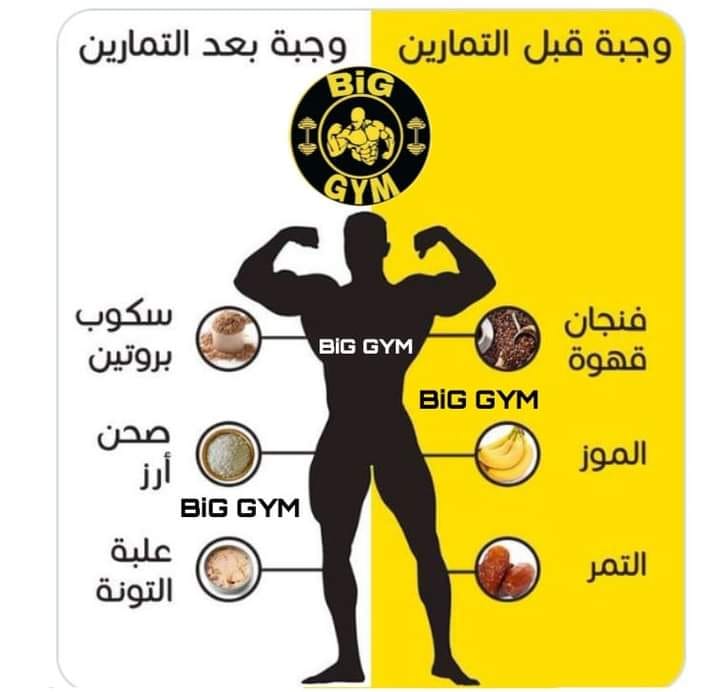 وجبة قبل التمارين
وجبة بعد التمارين
BiG
GYM
فنجان
قهوة
الموز
التمر
سكوب
بروتين
صحن
أرز
علبة
التونة
BiG GYM
BiG GYM
BiG GYM